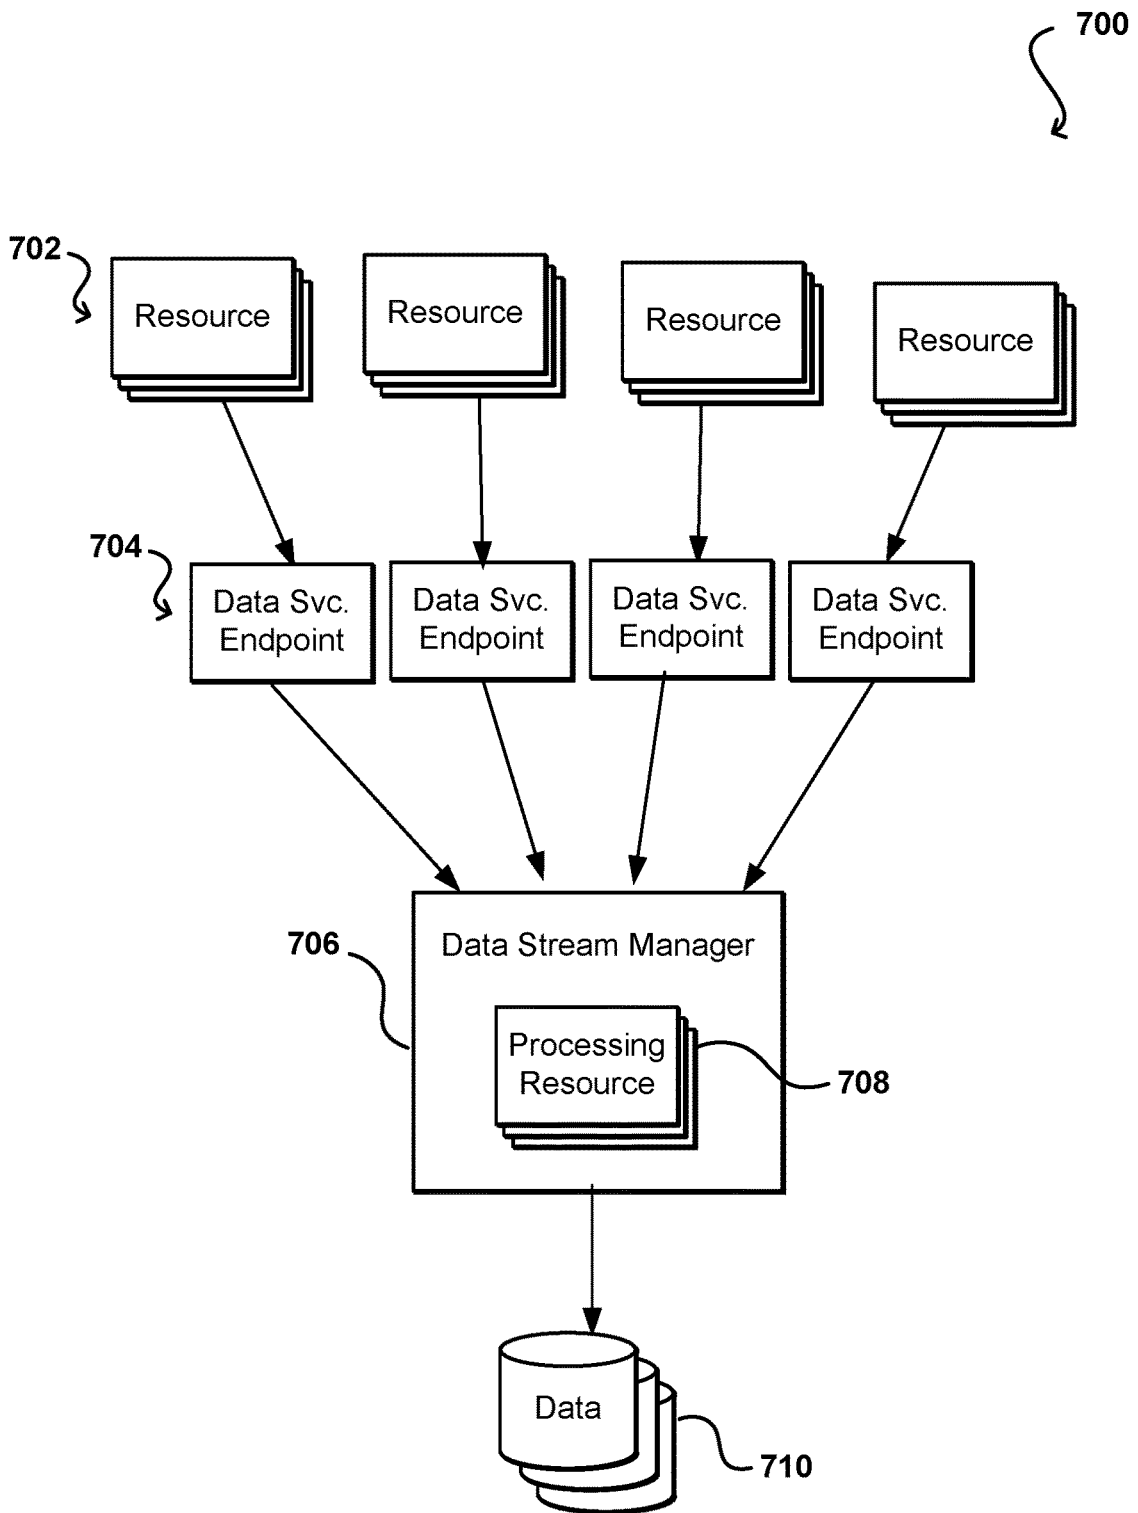 700
702
Resource
Resource
Resource
Resource
704
Data Svc.
Endpoint
Data Svc.
Endpoint
Data Svc.
Endpoint
Data Svc.
Endpoint
706
Data Stream Manager
Processing
Resource
708
Data
710